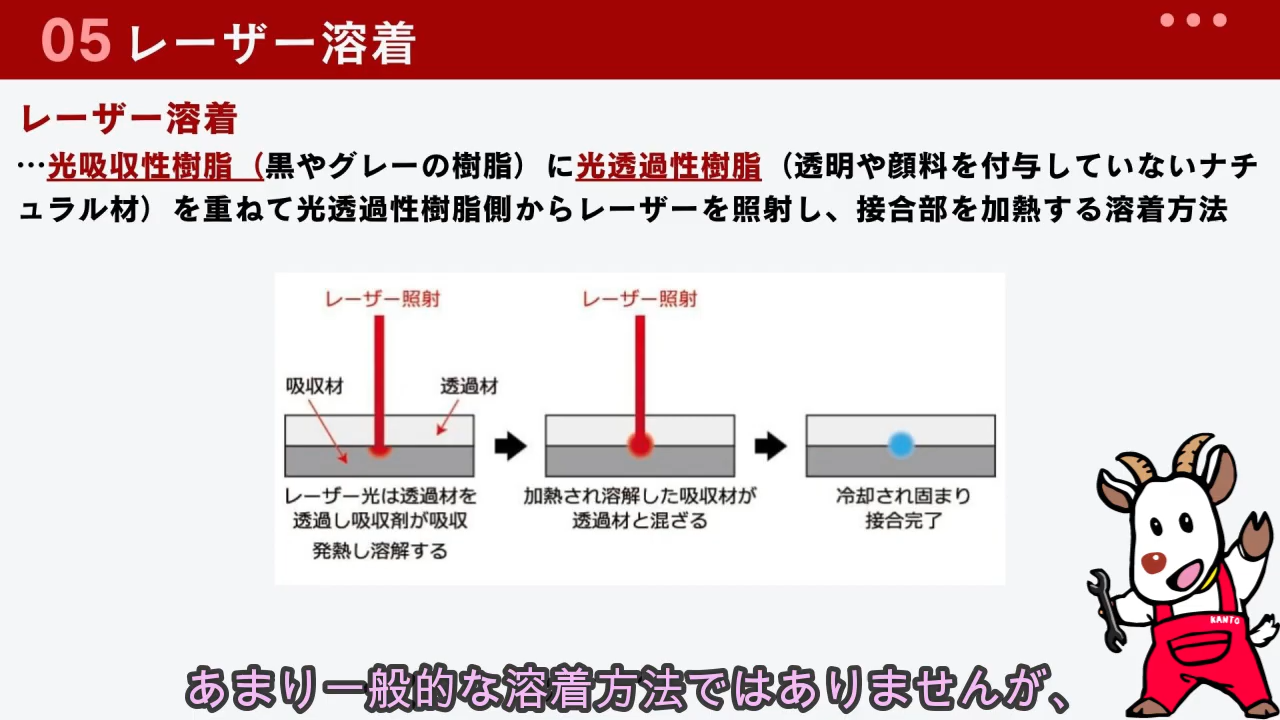 05 レーザー溶着
レーザー溶着
…光吸収性樹脂（黒やグレーの樹脂）に光透過性樹脂（透明や顔料を付与していないナチ
ュラル材）を重ねて光透過性樹脂側からレーザーを照射し、接合部を加熱する溶着方法
レーザー照射
レーザー照射
吸収材
透過材
レーザー光は透過材を
透過し吸収剤が吸収
発熱し溶解する
加熱され溶解した吸収材が
透過材と混ざる
冷却され固まり
接合完了
KANTO
あまり一般的な溶着方法ではありませんが、